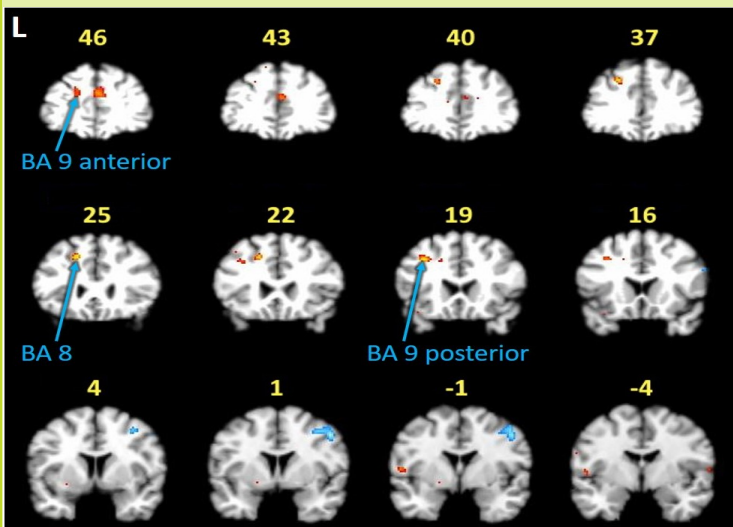 L
46 43 40 37
BA 9 anterior
25 22 19 16
BA 8 BA 9 posterior
4 1 -1 -4